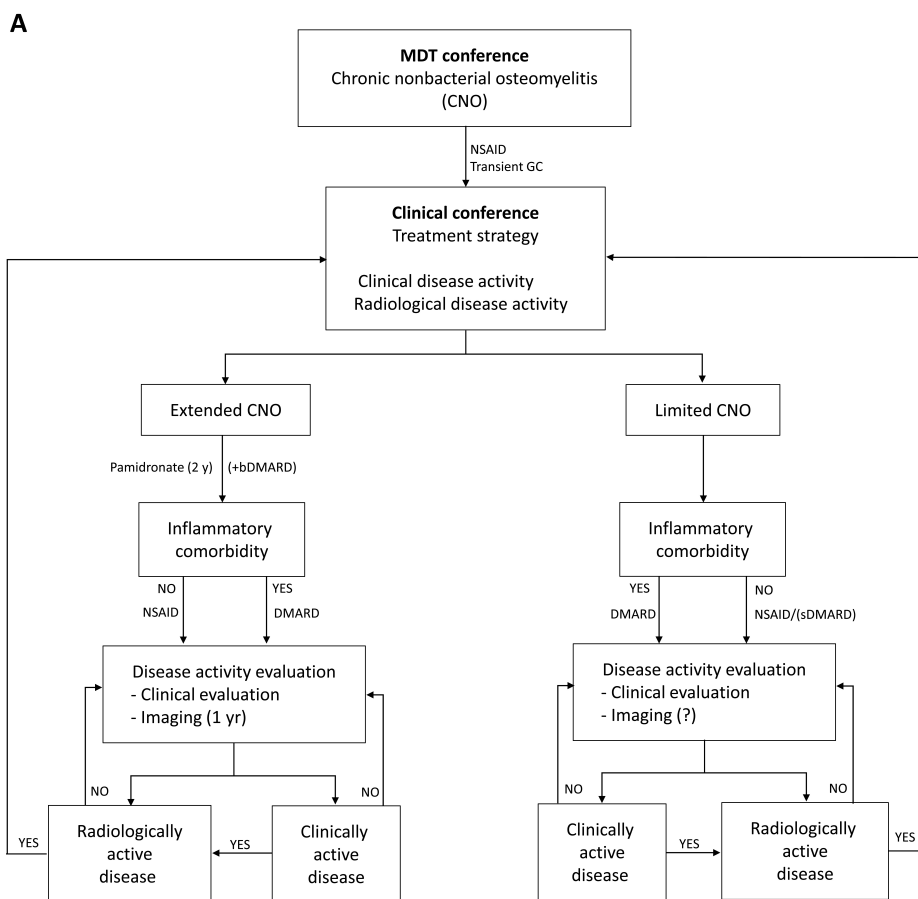 A
MDT conference
Chronic nonbacterial osteomyelitis
(CNO)
NSAID
Transient GC
Clinical conference
Treatment strategy
Clinical disease activity
Radiological disease activity
Extended CNO
Limited CNO
Pamidronate (2 y) (+bDMARD)
Inflammatory
comorbidity
Inflammatory
comorbidity
NO
NSAID
YES
DMARD
YES
DMARD
NO
NSAID/(sDMARD)
Disease activity evaluation
- Clinical evaluation
- Imaging (1 yr)
Disease activity evaluation
- Clinical evaluation
- Imaging (?)
NO
NO
NO
NO
YES
Radiologically
active
disease
YES
Clinically
active
disease
Clinically
active
disease
YES
Radiologically
active
disease
YES